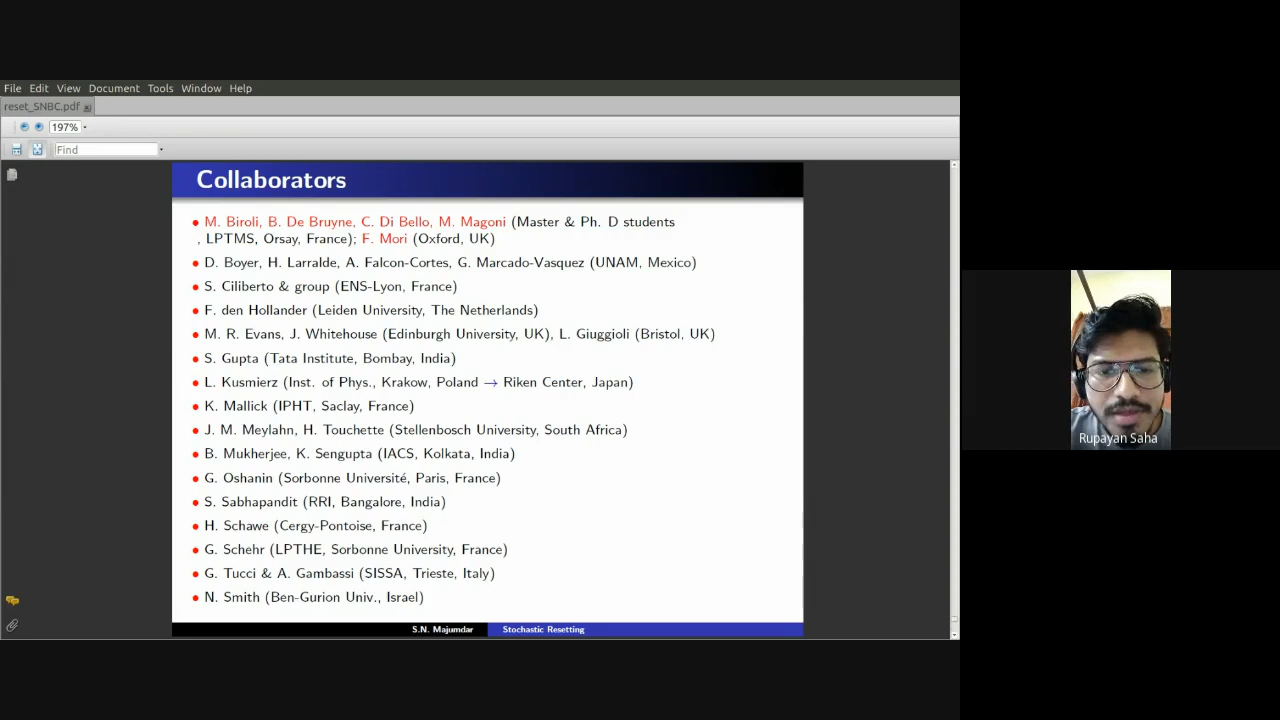 File Edit View Document Tools Window Help
reset_SNBC.pdf
197%
Find
Collaborators
M. Biroli, B. De Bruyne, C. Di Bello, M. Magoni (Master & Ph. D students
, LPTMS, Orsay, France); F. Mori (Oxford, UK)
D. Boyer, H. Larralde, A. Falcon-Cortes, G. Marcado-Vasquez (UNAM, Mexico)
S. Ciliberto & group (ENS-Lyon, France)
F. den Hollander (Leiden University, The Netherlands)
M. R. Evans, J. Whitehouse (Edinburgh University, UK), L. Giuggioli (Bristol, UK)
S. Gupta (Tata Institute, Bombay, India)
L. Kusmierz (Inst. of Phys., Krakow, Poland → Riken Center, Japan)
K. Mallick (IPHT, Saclay, France)
J. M. Meylahn, H. Touchette (Stellenbosch University, South Africa)
B. Mukherjee, K. Sengupta (IACS, Kolkata, India)
G. Oshanin (Sorbonne Université, Paris, France)
S. Sabhapandit (RRI, Bangalore, India)
H. Schawe (Cergy-Pontoise, France)
G. Schehr (LPTHE, Sorbonne University, France)
G. Tucci & A. Gambassi (SISSA, Trieste, Italy)
N. Smith (Ben-Gurion Univ., Israel)
S.N. Majumdar Stochastic Resetting
Rupayan Saha